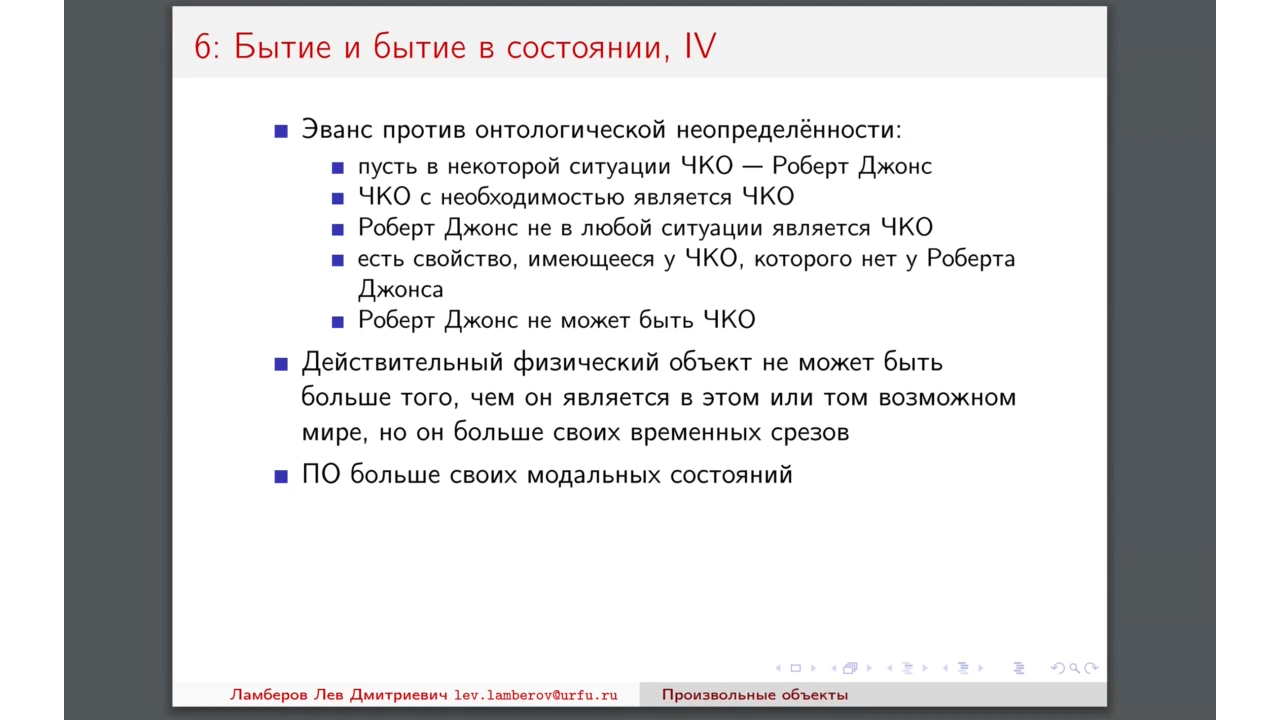 6: Бытие и бытие в состоянии, IV
Эванс против онтологической неопределённости:
пусть в некоторой ситуации ЧКО — Роберт Джонс
ЧКО с необходимостью является ЧКО
Роберт Джонс не в любой ситуации является ЧКО
есть свойство, имеющееся у ЧКО, которого нет у Роберта
Джонса
Роберт Джонс не может быть ЧКО
Действительный физический объект не может быть
больше того, чем он является в этом или том возможном
мире, но он больше своих временных срезов
ПО больше своих модальных состояний
Ламберов Лев Дмитриевич lev.lamberov@urfu.ru Произвольные объекты